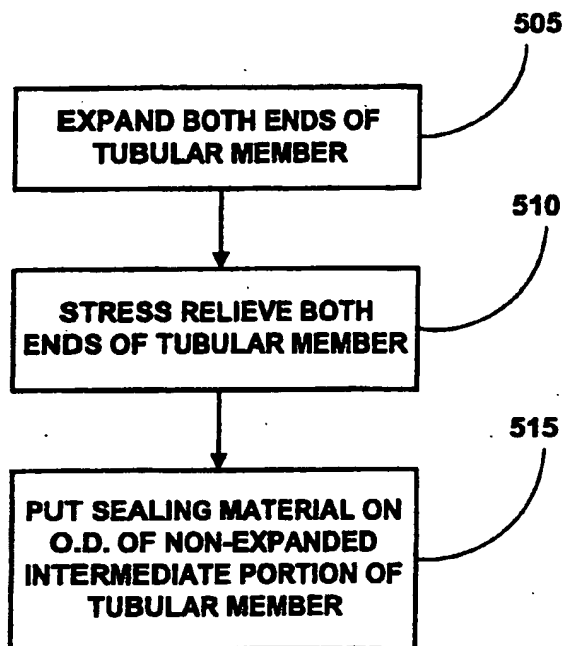 505
EXPAND BOTH ENDS OF
TUBULAR MEMBER
510
STRESS RELIEVE BOTH
ENDS OF TUBULAR MEMBER
515
PUT SEALING MATERIAL ON
O.D. OF NON-EXPANDED
INTERMEDIATE PORTION OF
TUBULAR MEMBER